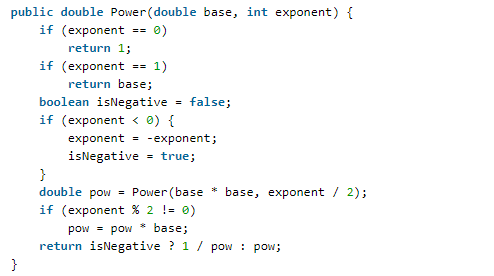 public double Power(double base, int exponent) {
    if (exponent == 0)
        return 1;
    if (exponent == 1)
        return base;
    boolean isNegative = false;
    if (exponent < 0) {
        exponent = -exponent;
        isNegative = true;
    }
    double pow = Power(base * base, exponent / 2);
    if (exponent % 2 != 0)
        pow = pow * base;
    return isNegative ? 1 / pow : pow;
}